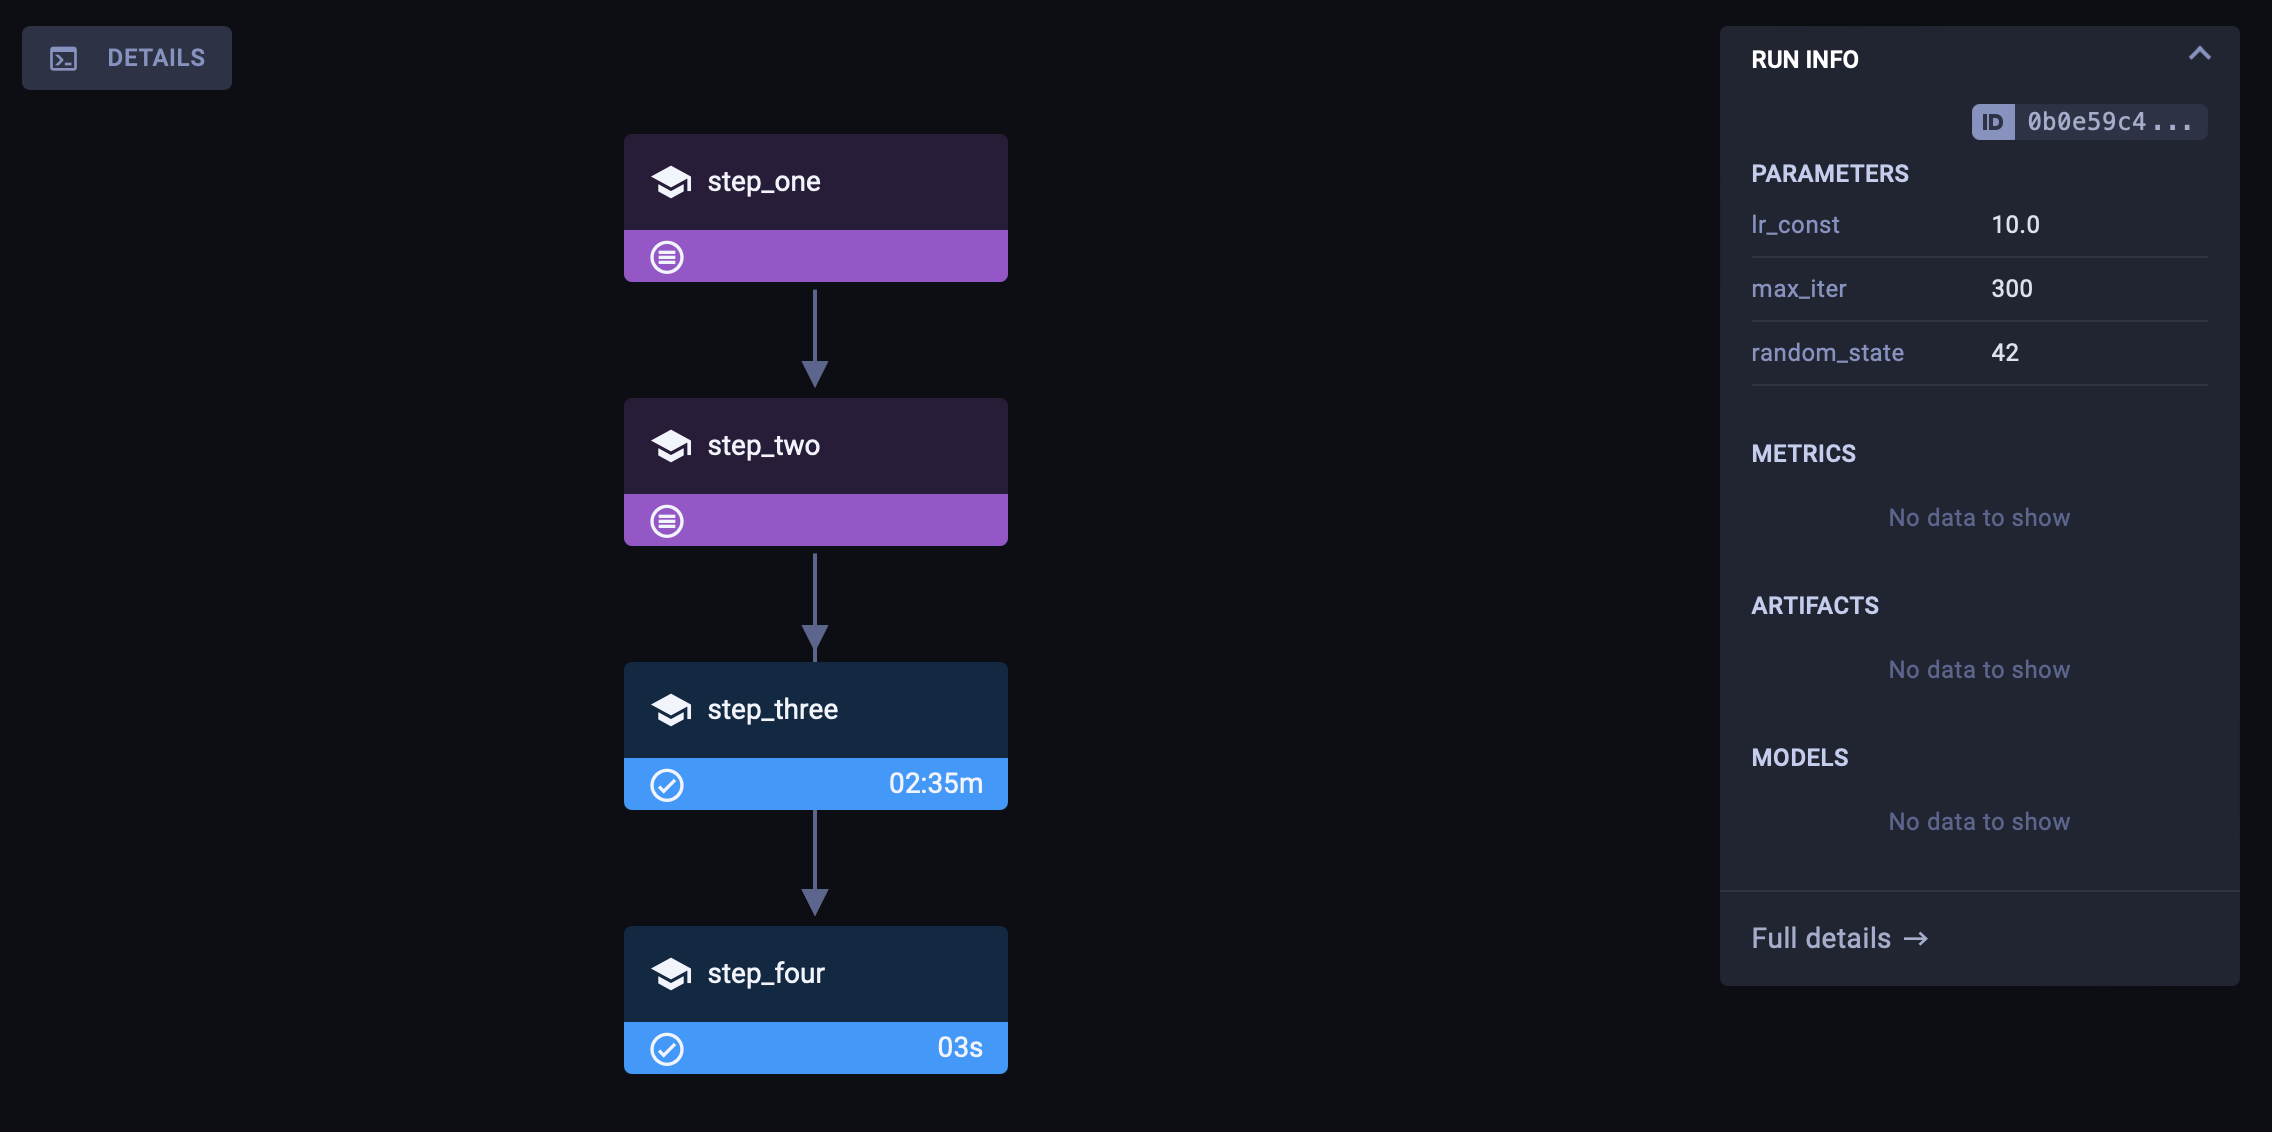 DETAILS
step_one
step_two
step_three
02:35m
step_four
03s
RUN INFO
ID 0b0e59c4...
PARAMETERS
lr_const 10.0
max_iter 300
random_state 42
METRICS
No data to show
ARTIFACTS
No data to show
MODELS
No data to show
Full details →